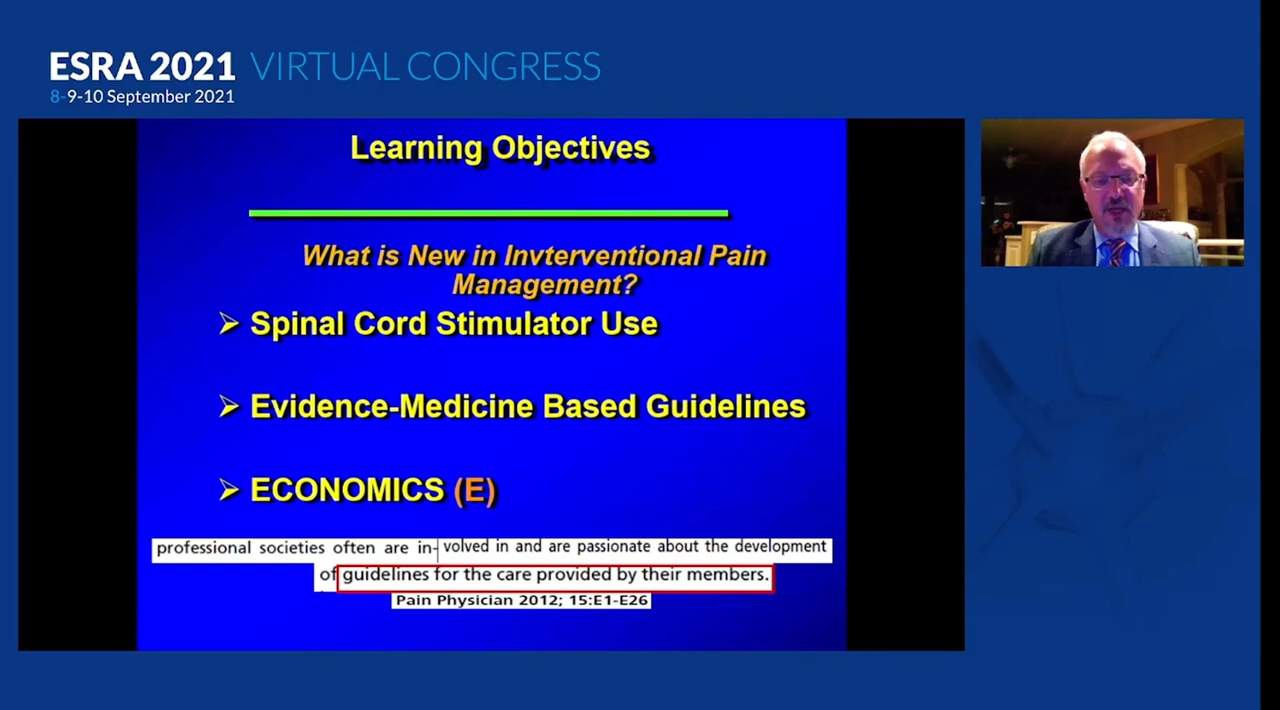 ESRA 2021 VIRTUAL CONGRESS
8-9-10 September 2021
Learning Objectives
What is New in Invterventional Pain
Management?
➢ Spinal Cord Stimulator Use
➢ Evidence-Medicine Based Guidelines
➢ ECONOMICS (E)
professional societies often are in- volved in and are passionate about the development
of guidelines for the care provided by their members.
Pain Physician 2012; 15:E1-E26